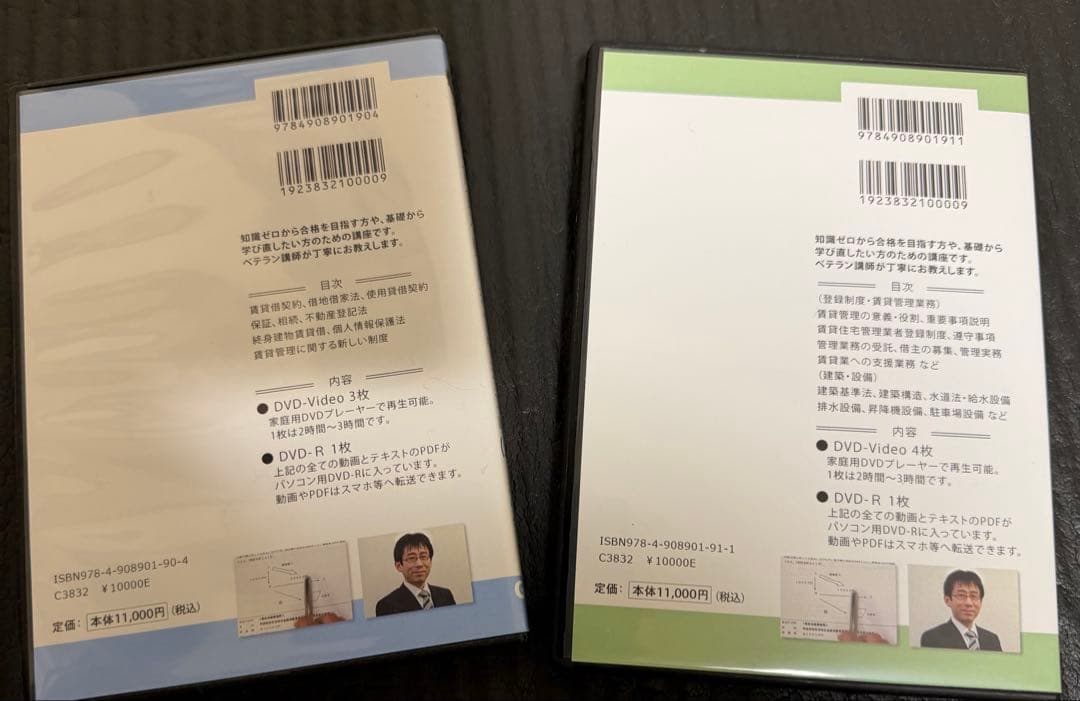 9784908901904
1923832100009
知識ゼロから合格を目指す方や、基礎から
学び直したい方のための講座です。
ベテラン講師が丁寧にお教えします。
目次
賃貸借契約、借地借家法、使用貸借契約
保証、相続、不動産登記法
終身建物賃貸借、個人情報保護法
賃貸管理に関する新しい制度
内容
● DVD-Video 3枚
家庭用DVDプレーヤーで再生可能。
1枚は2時間～3時間です。
● DVD-R 1枚
上記の全ての動画とテキストのPDFが
パソコン用DVD-Rに入っています。
動画やPDFはスマホ等へ転送できます。
ISBN978-4-908901-90-4
C3832 ￥10000E
定価： 本体11,000円 (税込)
9784908901911
1923832100009
知識ゼロから合格を目指す方や、基礎から
学び直したい方のための講座です。
ベテラン講師が丁寧にお教えします。
目次
（登録制度・賃貸管理業務）
賃貸管理の意義・役割、重要事項説明
賃貸住宅管理業者登録制度、遵守事項
管理業務の受託、借主の募集、管理実務
賃貸業への支援業務 など
（建築・設備）
建築基準法、建築構造、水道法・給水設備
排水設備、昇降機設備、駐車場設備 など
内容
● DVD-Video 4枚
家庭用DVDプレーヤーで再生可能。
1枚は2時間～3時間です。
● DVD-R 1枚
上記の全ての動画とテキストのPDFが
パソコン用DVD-Rに入っています。
動画やPDFはスマホ等へ転送できます。
ISBN978-4-908901-91-1
C3832 ￥10000E
定価： 本体11,000円 (税込)